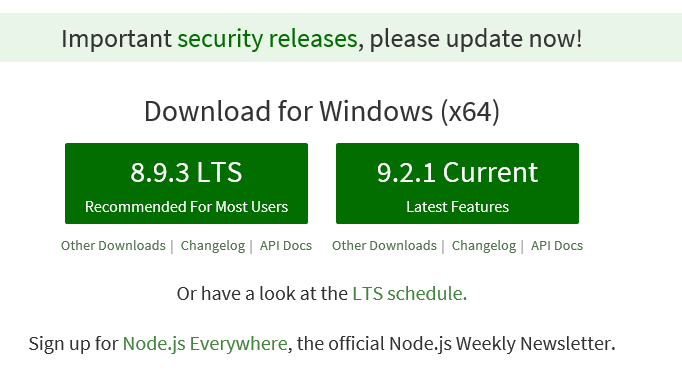 Important security releases, please update now!
Download for Windows (x64)
8.9.3 LTS
Recommended For Most Users
9.2.1 Current
Latest Features
Other Downloads | Changelog | API Docs
Other Downloads | Changelog | API Docs
Or have a look at the LTS schedule.
Sign up for Node.js Everywhere, the official Node.js Weekly Newsletter.